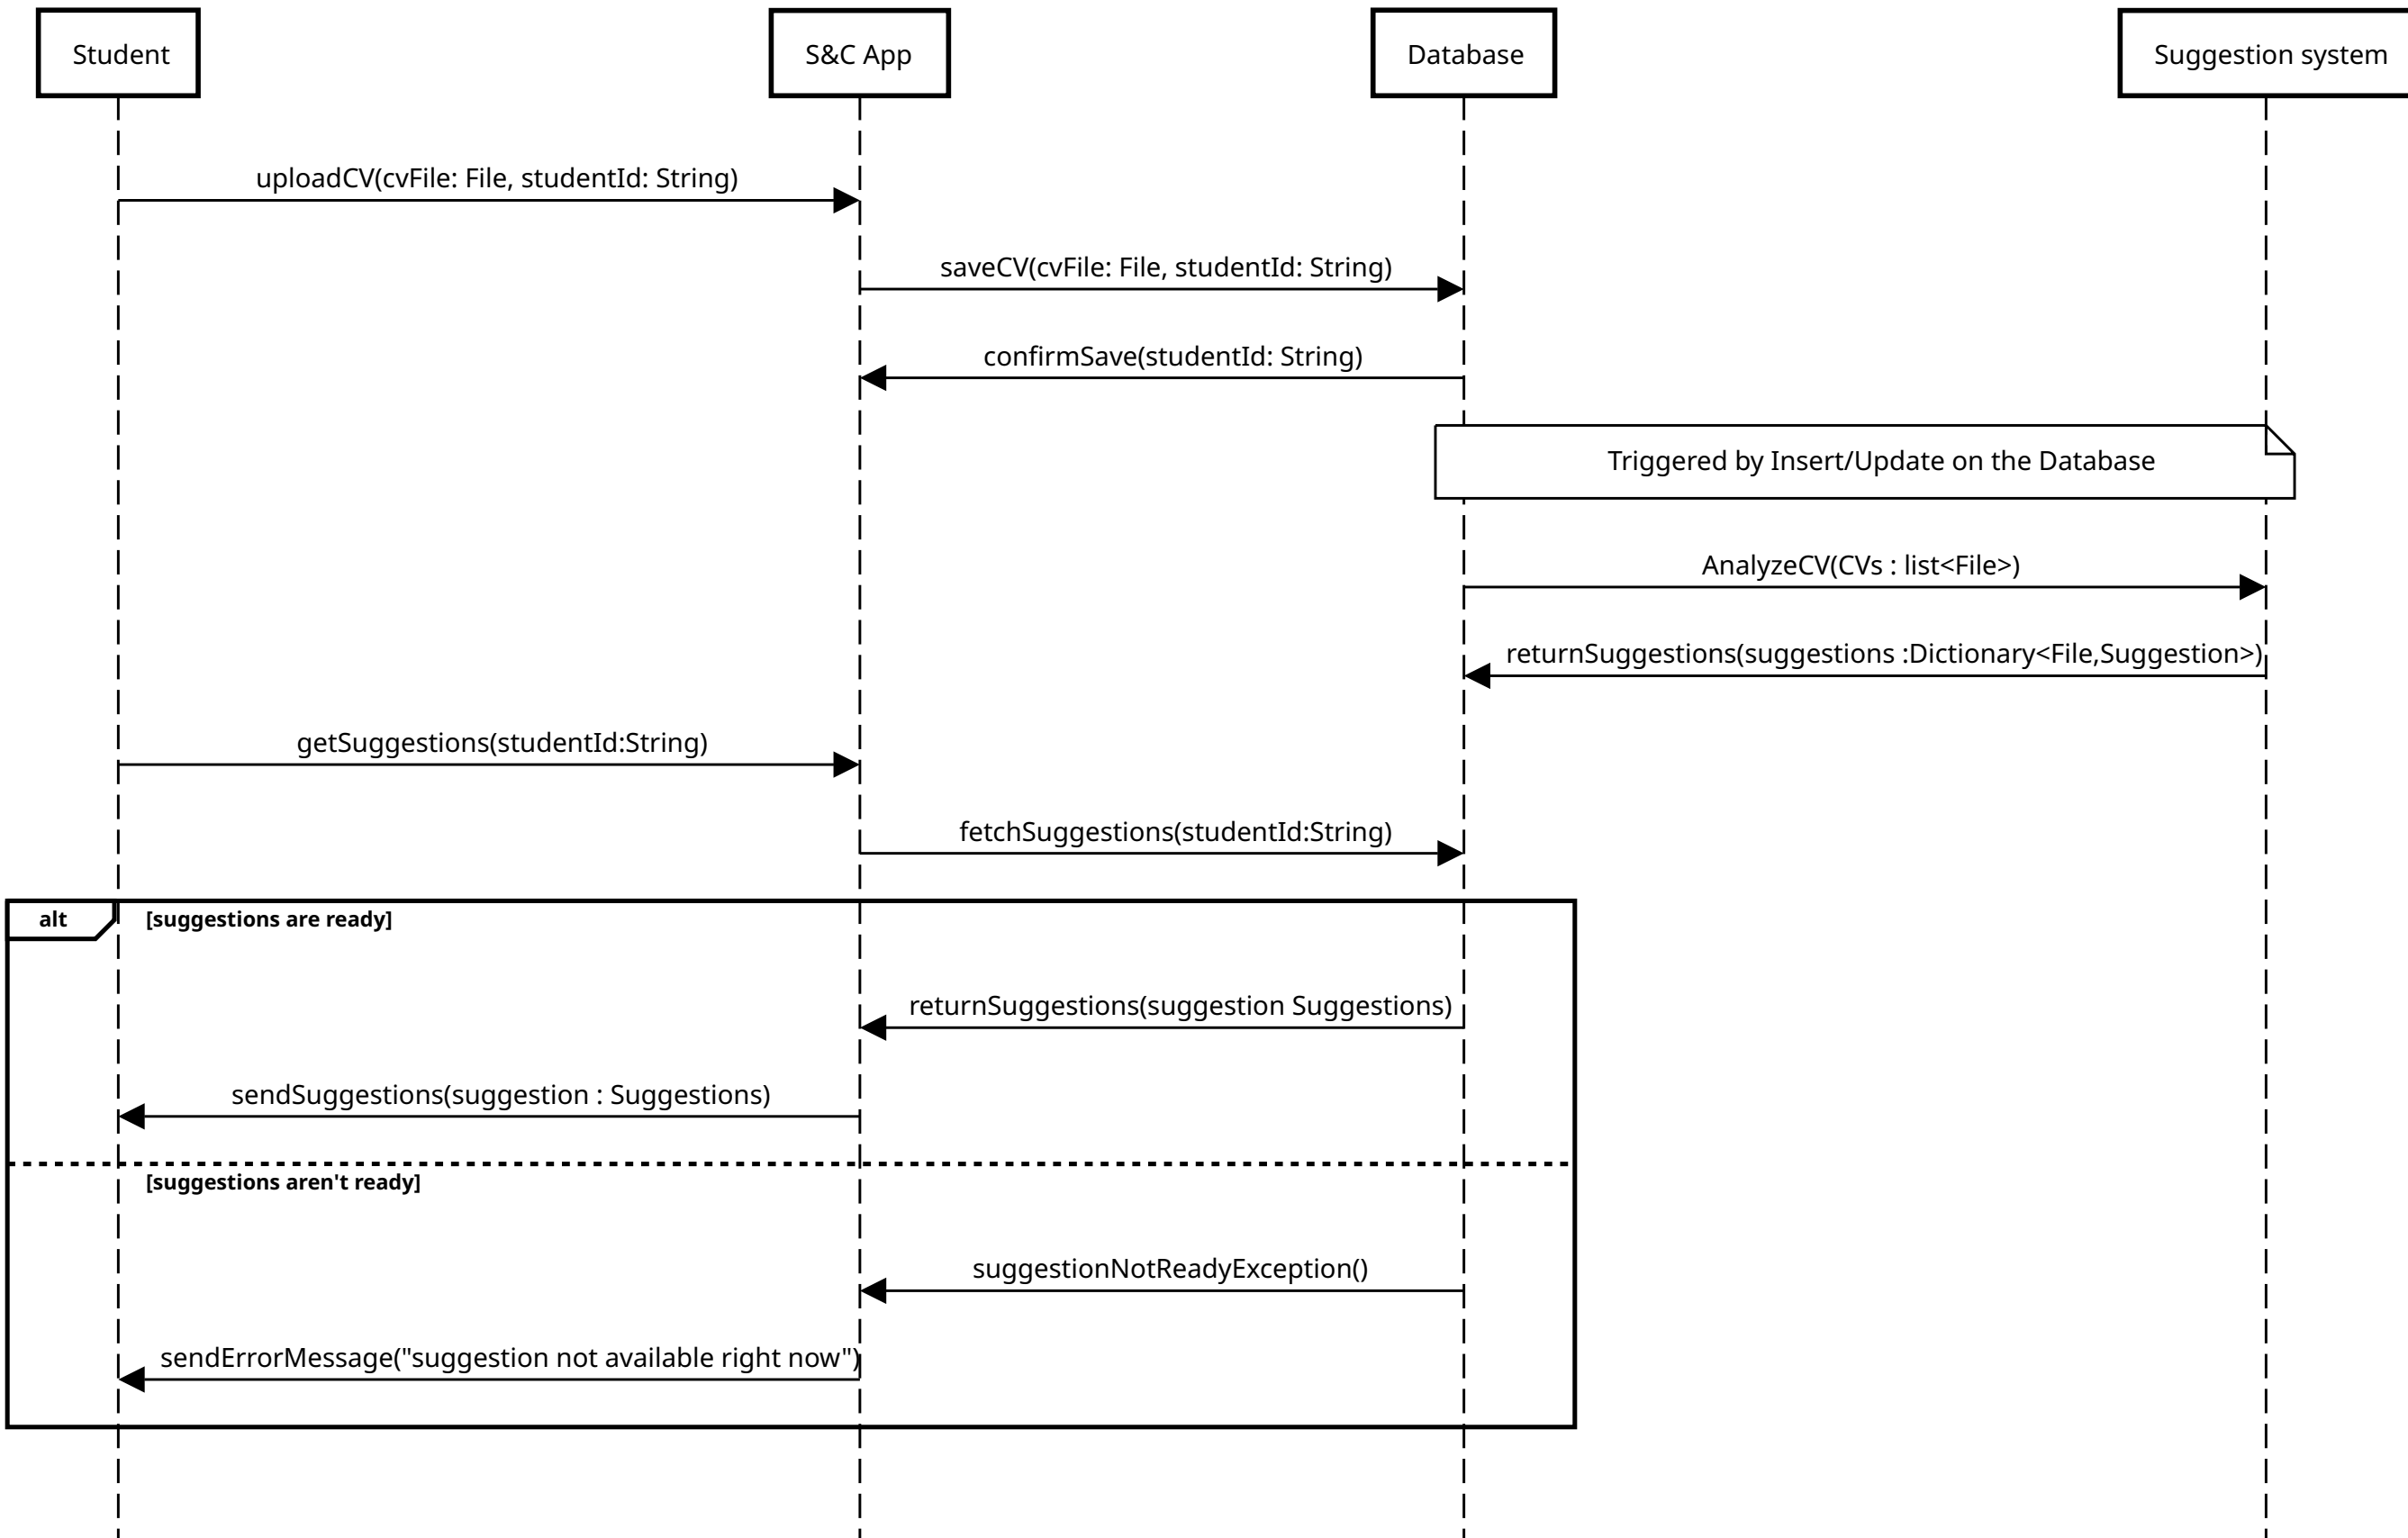 Student
S&C App
Database
Suggestion system
uploadCV(cvFile: File, studentId: String)
saveCV(cvFile: File, studentId: String)
confirmSave(studentId: String)
Triggered by Insert/Update on the Database
AnalyzeCV(CVs : list<File>)
returnSuggestions(suggestions :Dictionary<File,Suggestion>)
getSuggestions(studentId:String)
fetchSuggestions(studentId:String)
alt
[suggestions are ready]
returnSuggestions(suggestion Suggestions)
sendSuggestions(suggestion : Suggestions)
[suggestions aren't ready]
suggestionNotReadyException()
sendErrorMessage("suggestion not available right now")